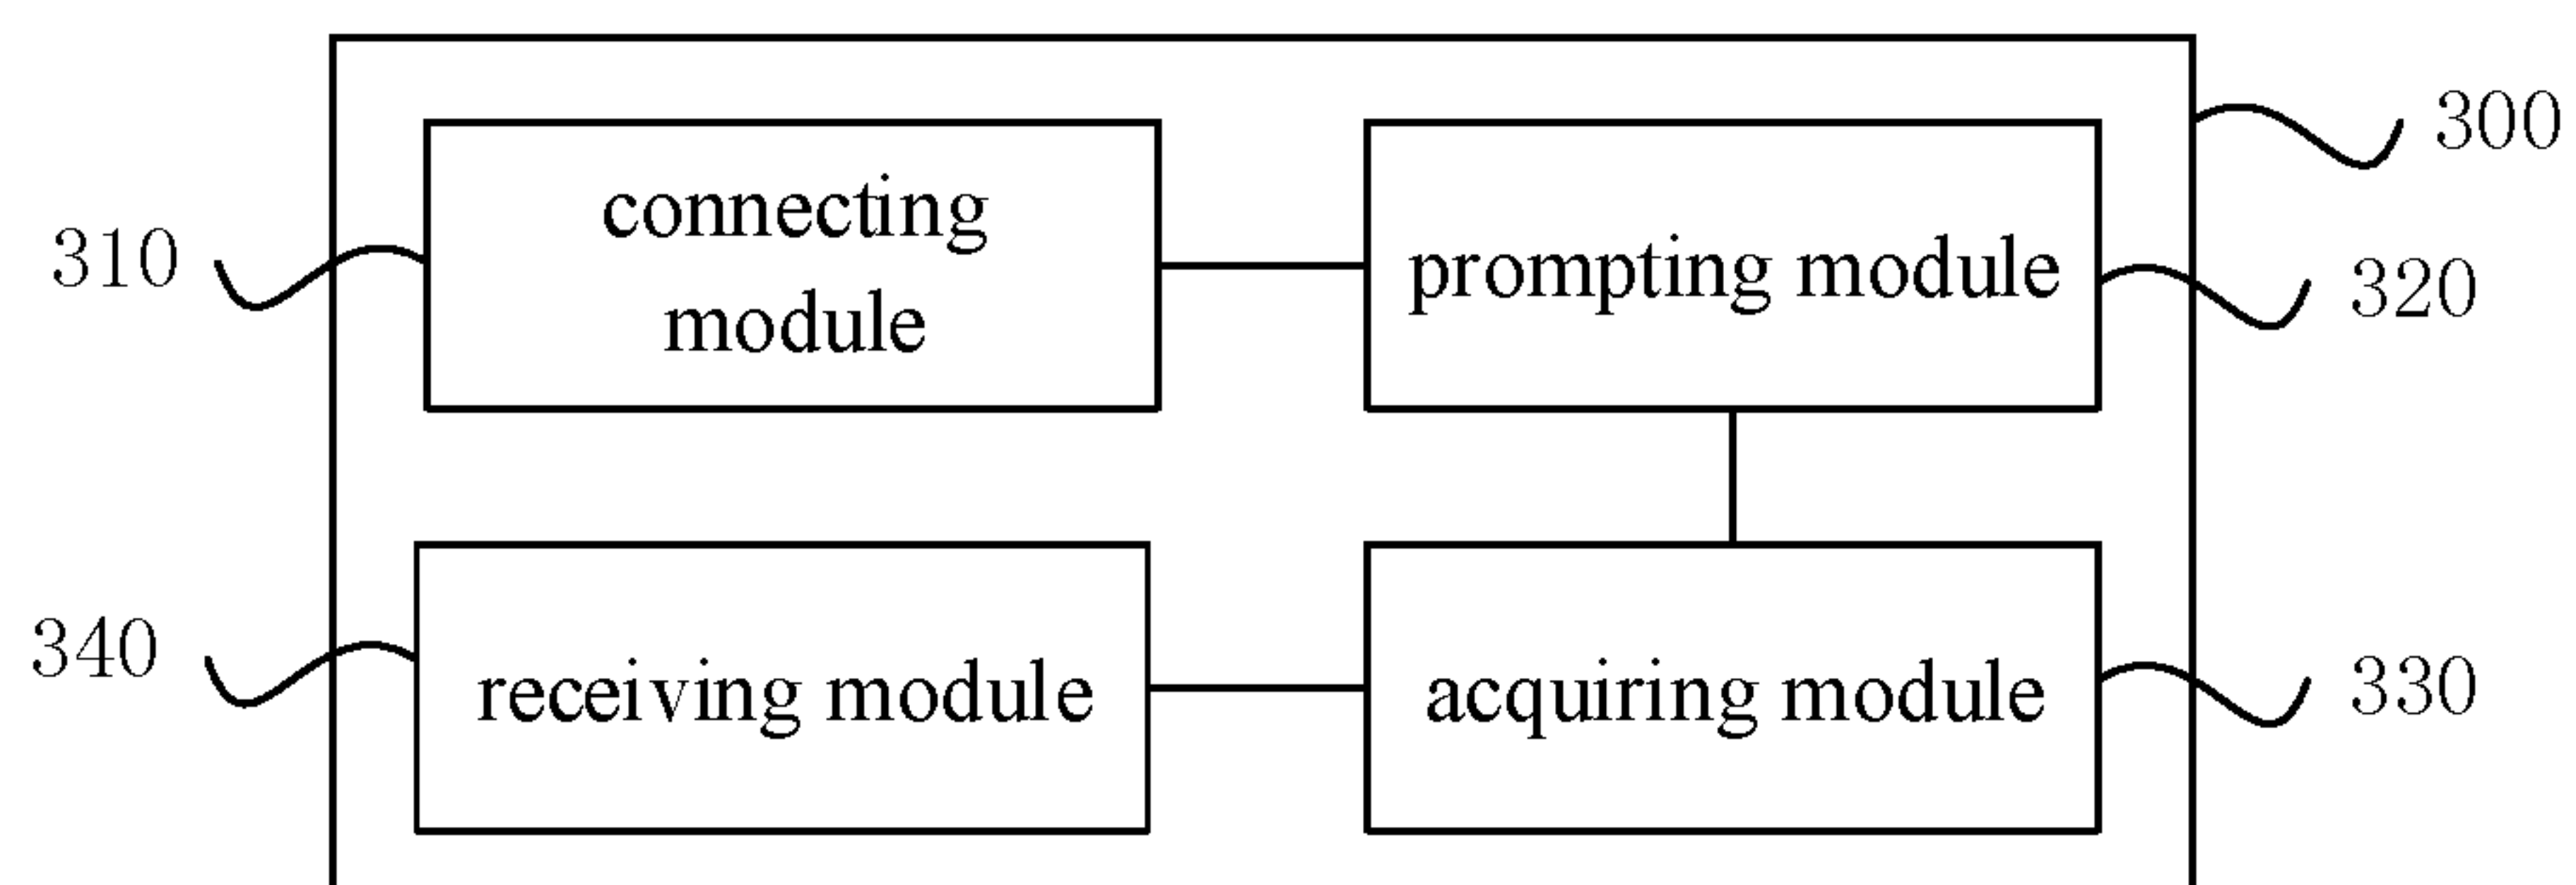 300
connecting
module
310
prompting module
320
340
receiving module
acquiring module
330